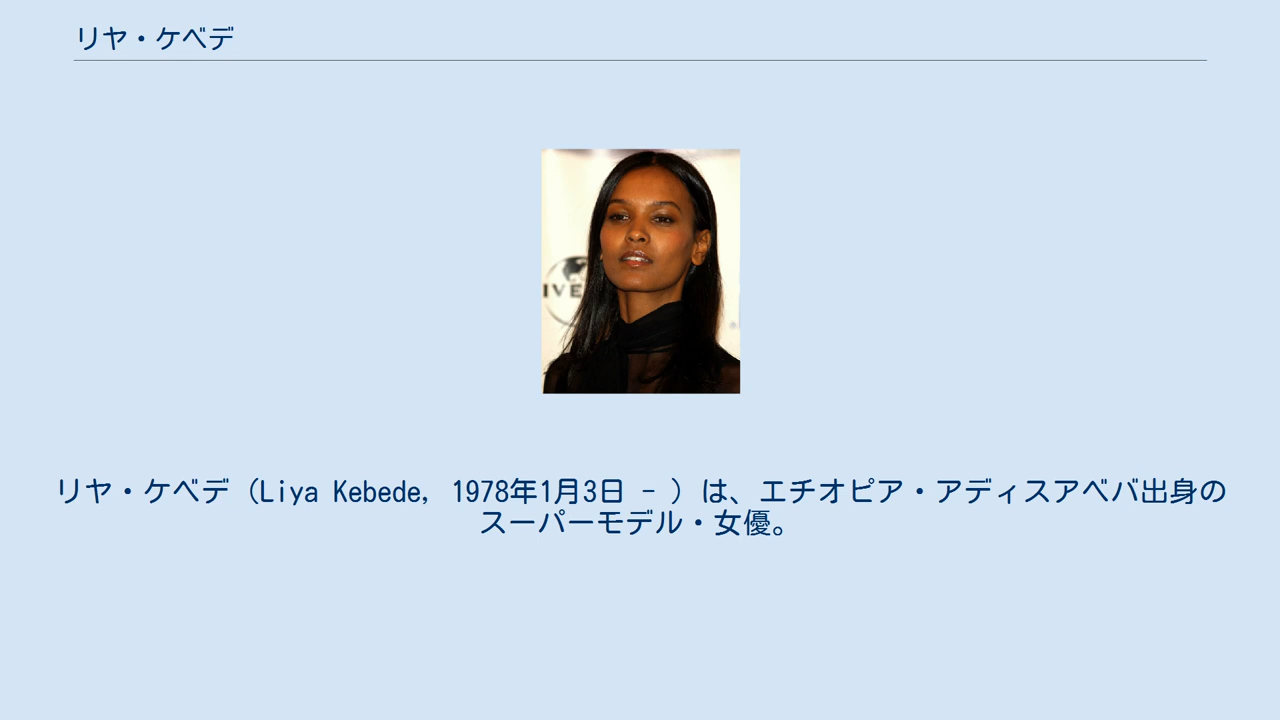 リヤ・ケベデ
IVE
リヤ・ケベデ（Liya Kebede, 1978年1月3日 - ）は、エチオピア・アディスアベバ出身の
スーパーモデル・女優。